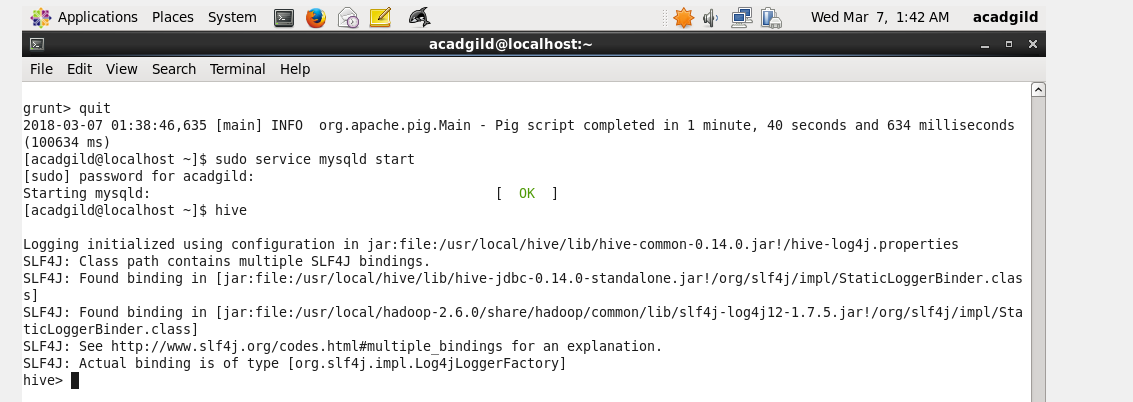 Applications Places System Wed Mar 7, 1:42 AM acadgild
acadgild@localhost:~
File Edit View Search Terminal Help
grunt> quit
2018-03-07 01:38:46,635 [main] INFO  org.apache.pig.Main - Pig script completed in 1 minute, 40 seconds and 634 milliseconds
(100634 ms)
[acadgild@localhost ~]$ sudo service mysqld start
[sudo] password for acadgild:
Starting mysqld:                                           [  OK  ]
[acadgild@localhost ~]$ hive
Logging initialized using configuration in jar:file:/usr/local/hive/lib/hive-common-0.14.0.jar!/hive-log4j.properties
SLF4J: Class path contains multiple SLF4J bindings.
SLF4J: Found binding in [jar:file:/usr/local/hive/lib/hive-jdbc-0.14.0-standalone.jar!/org/slf4j/impl/StaticLoggerBinder.clas
s]
SLF4J: Found binding in [jar:file:/usr/local/hadoop-2.6.0/share/hadoop/common/lib/slf4j-log4j12-1.7.5.jar!/org/slf4j/impl/Sta
ticLoggerBinder.class]
SLF4J: See http://www.slf4j.org/codes.html#multiple_bindings for an explanation.
SLF4J: Actual binding is of type [org.slf4j.impl.Log4jLoggerFactory]
hive>